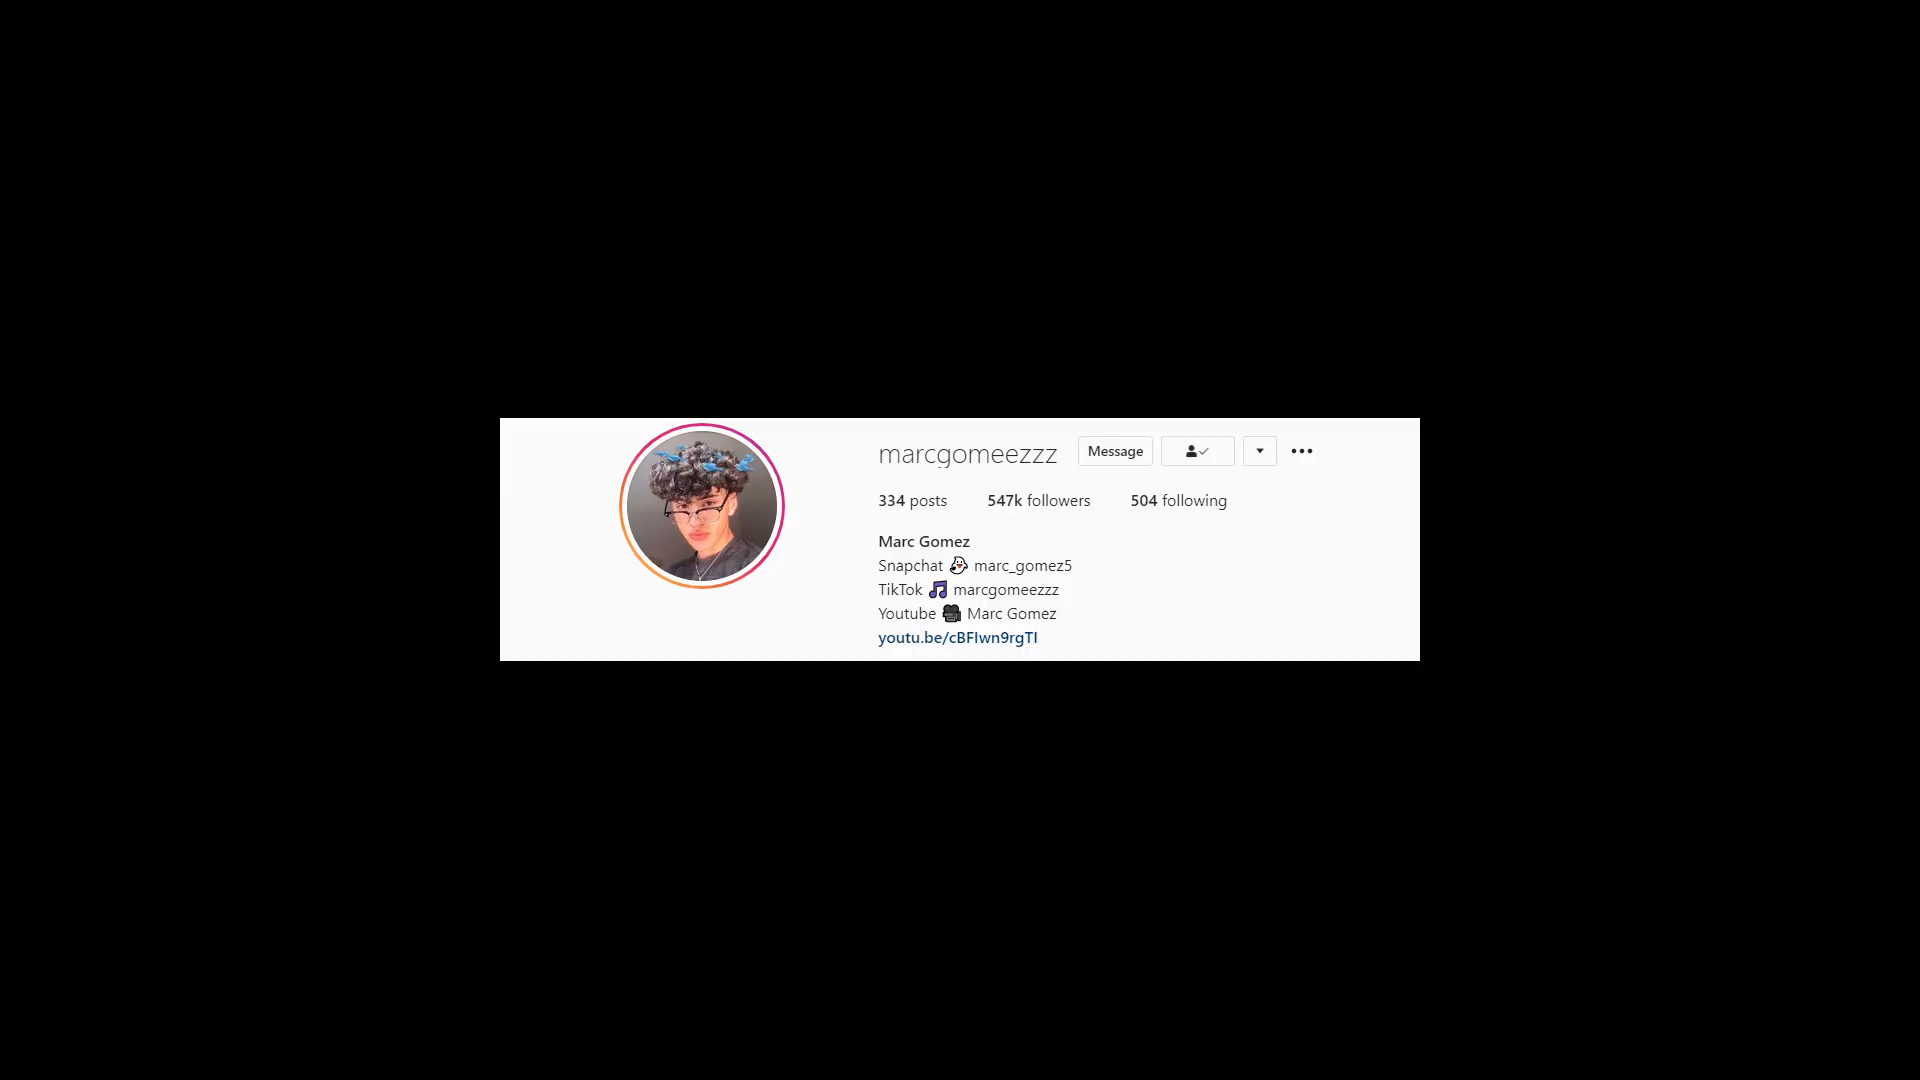 marcgomeezzz Message
334 posts 547k followers 504 following
Marc Gomez
Snapchat 👻 marc_gomez5
TikTok 🎵 marcgomeezzz
Youtube 🎥 Marc Gomez
youtu.be/cBFIwn9rgTI